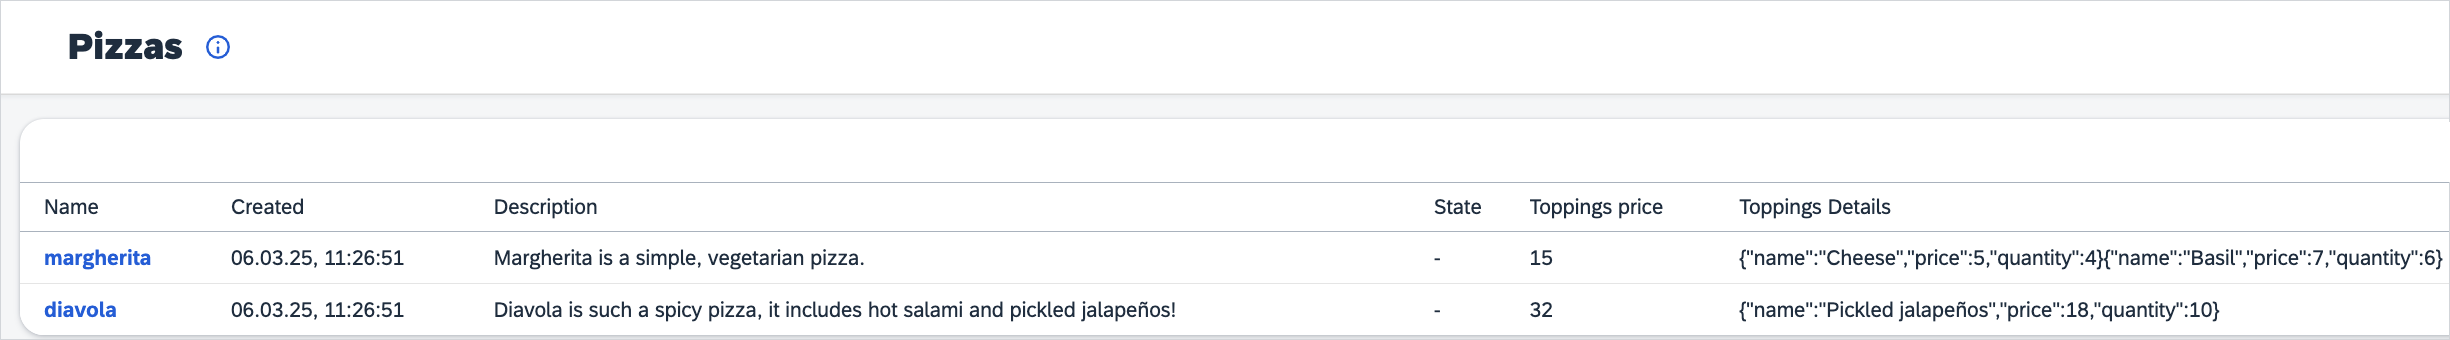 Pizzas
Name Created Description State Toppings price Toppings Details
margherita 06.03.25, 11:26:51 Margherita is a simple, vegetarian pizza. - 15 {"name":"Cheese","price":5,"quantity":4}{"name":"Basil","price":7,"quantity":6}
diavola 06.03.25, 11:26:51 Diavola is such a spicy pizza, it includes hot salami and pickled jalapeños! - 32 {"name":"Pickled jalapeños","price":18,"quantity":10}